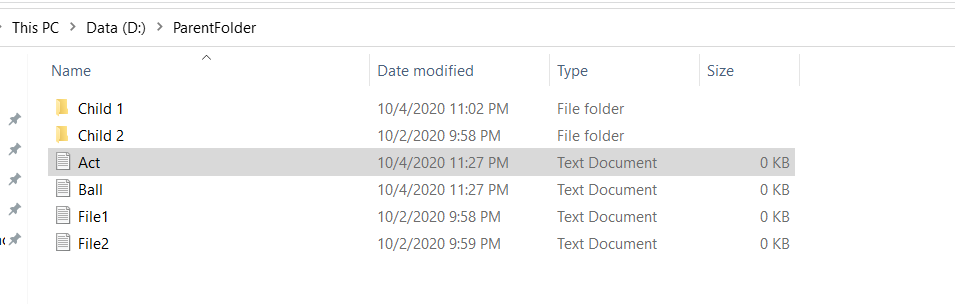 This PC > Data (D:) > ParentFolder
Name Date modified Type Size
Child 1 10/4/2020 11:02 PM File folder
Child 2 10/2/2020 9:58 PM File folder
Act 10/4/2020 11:27 PM Text Document 0 KB
Ball 10/4/2020 11:27 PM Text Document 0 KB
File1 10/2/2020 9:58 PM Text Document 0 KB
File2 10/2/2020 9:59 PM Text Document 0 KB